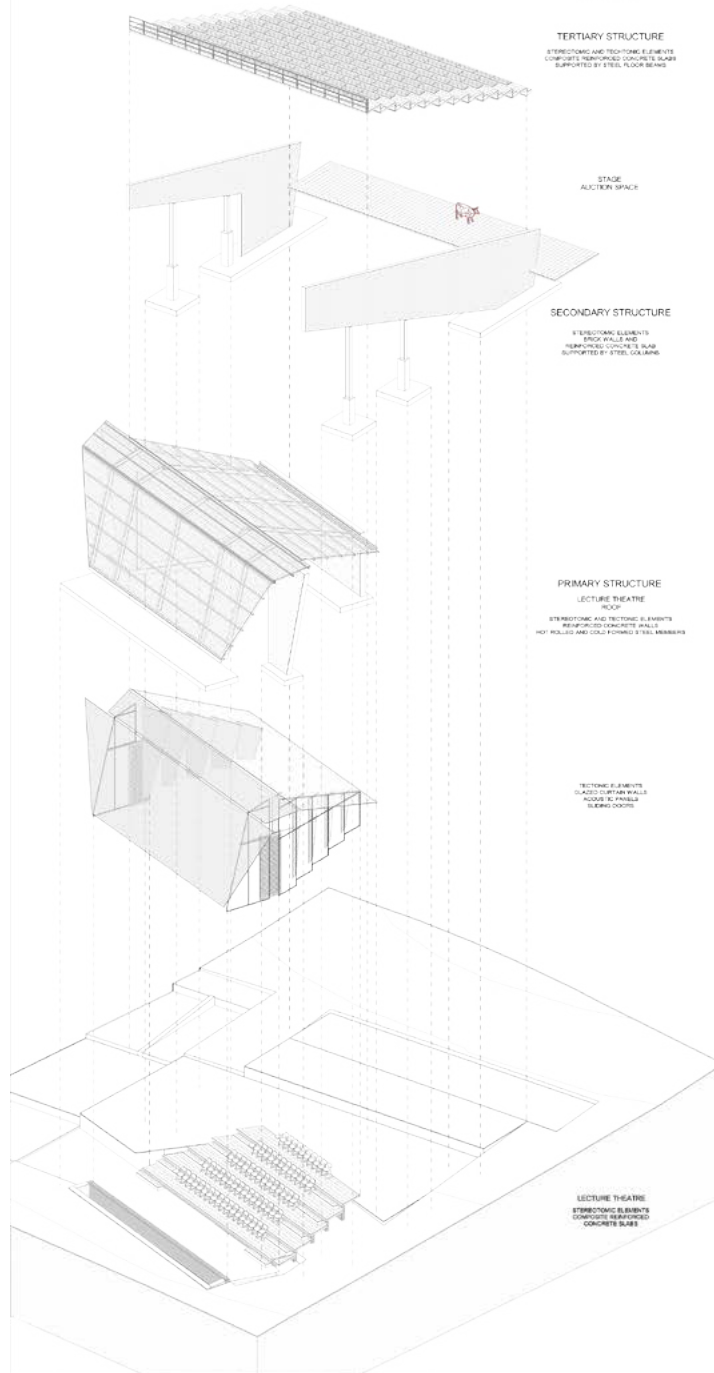 TERTIARY STRUCTURE
STEREOTOMIC AND TECHTONIC ELEMENTS
COMPOSITE REINFORCED CONCRETE SLABS
SUPPORTED BY STEEL FLOOR BEAMS
STAGE
AUCTION SPACE
SECONDARY STRUCTURE
STEREOTOMIC ELEMENTS
BRICK WALLS AND
REINFORCED CONCRETE SLAB
SUPPORTED BY STEEL COLUMNS
PRIMARY STRUCTURE
LECTURE THEATRE
ROOF
STEREOTOMIC AND TECTONIC ELEMENTS
REINFORCED CONCRETE WALLS
HOT ROLLED AND COLD FORMED STEEL MEMBERS
TECTONIC ELEMENTS
GLAZED CURTAIN WALLS
ACOUSTIC PANELS
SLIDING DOORS
LECTURE THEATRE
STEREOTOMIC ELEMENTS
COMPOSITE REINFORCED
CONCRETE SLABS